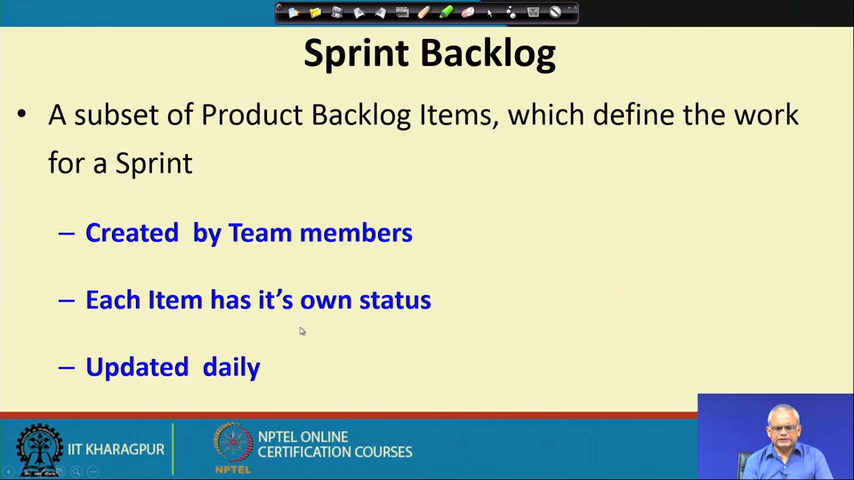 Sprint Backlog
• A subset of Product Backlog Items, which define the work
for a Sprint
– Created by Team members
– Each Item has it's own status
– Updated daily
IIT KHARAGPUR
NPTEL
NPTEL ONLINE
CERTIFICATION COURSES